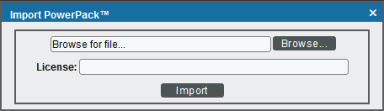 Import PowerPack™ ×
Browse for file... Browse...
License:
Import